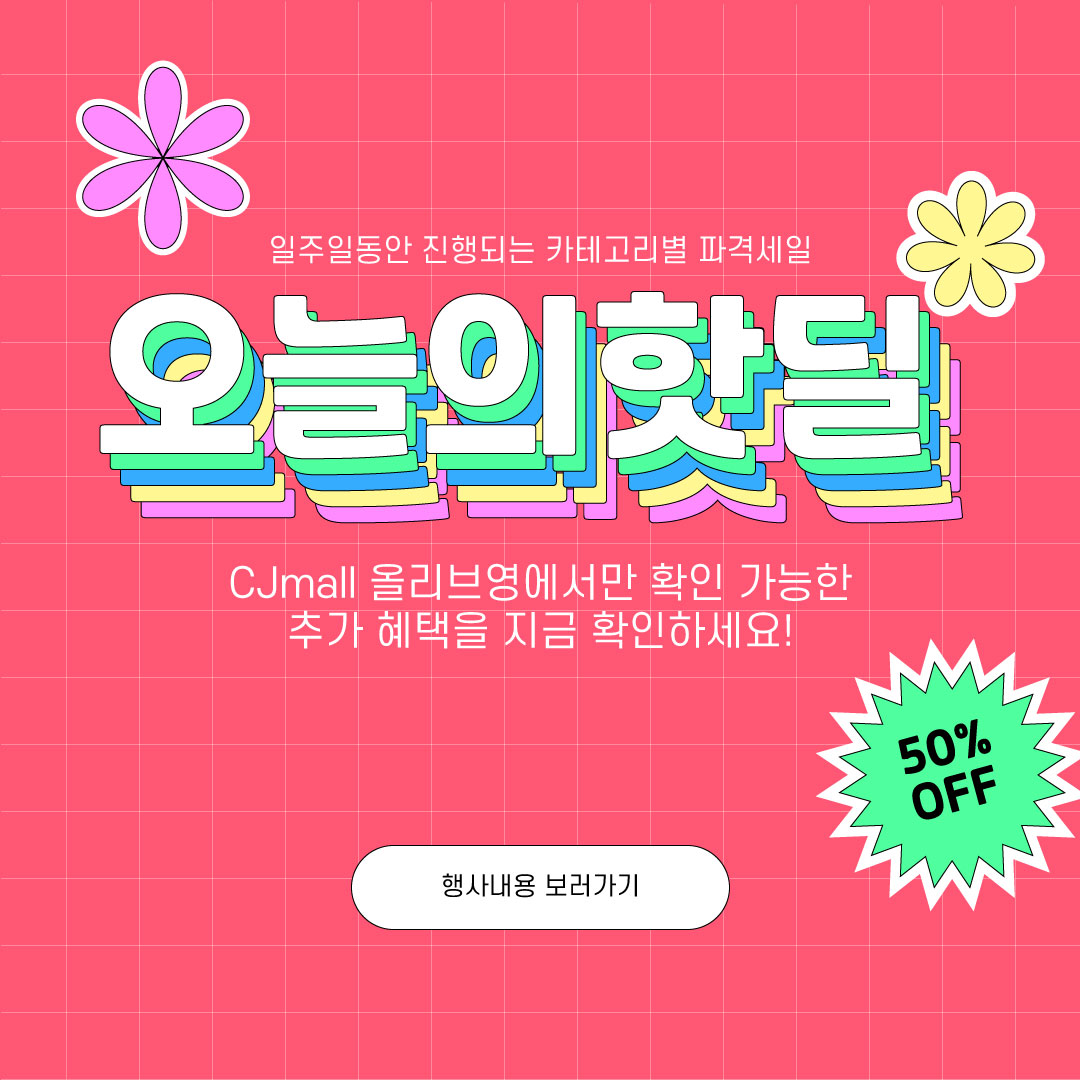 일주일동안 진행되는 카테고리별 파격세일
오늘의핫딜
CJmall 올리브영에서만 확인 가능한
추가 혜택을 지금 확인하세요!
50%
OFF
행사내용 보러가기